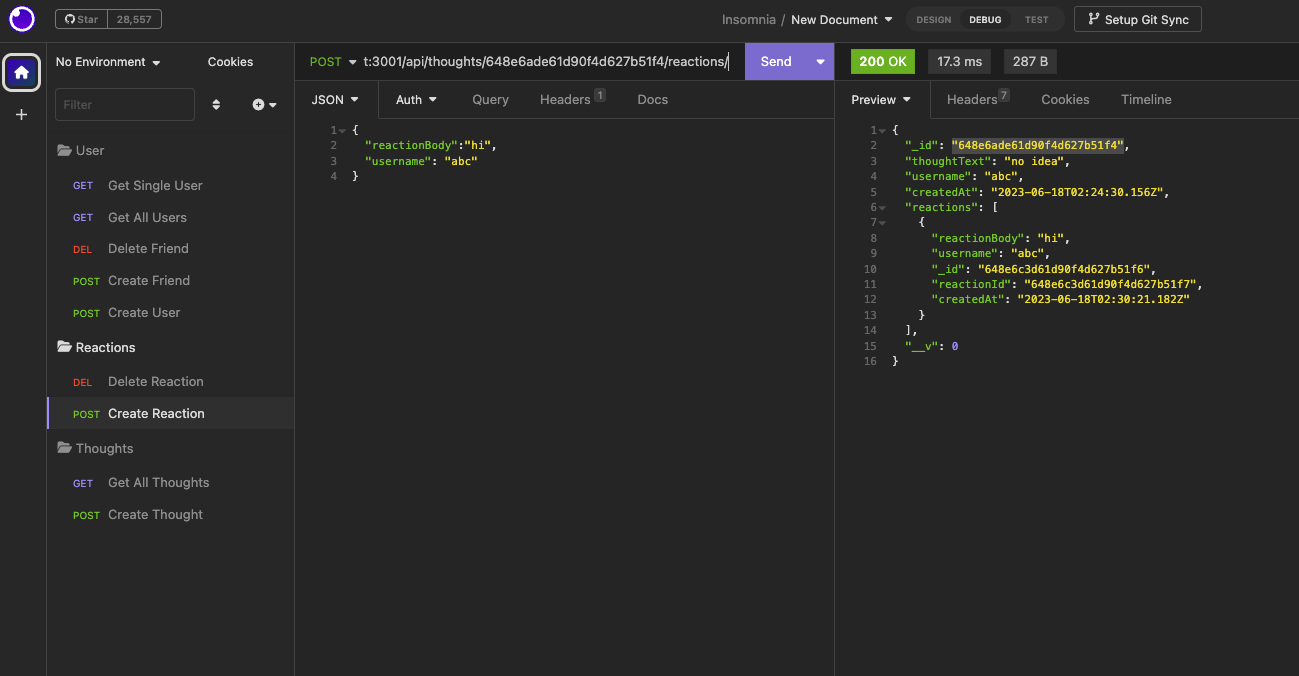 Star 28,557 Insomnia / New Document DESIGN DEBUG TEST Setup Git Sync
No Environment Cookies
Filter
User
GET Get Single User
GET Get All Users
DEL Delete Friend
POST Create Friend
POST Create User
Reactions
DEL Delete Reaction
POST Create Reaction
Thoughts
GET Get All Thoughts
POST Create Thought
POST t:3001/api/thoughts/648e6ade61d90f4d627b51f4/reactions/ Send
JSON Auth Query Headers 1 Docs
1 {
2 "reactionBody":"hi",
3 "username": "abc"
4 }
200 OK 17.3 ms 287 B
Preview Headers 7 Cookies Timeline
1 {
2 "_id": "648e6ade61d90f4d627b51f4",
3 "thoughtText": "no idea",
4 "username": "abc",
5 "createdAt": "2023-06-18T02:24:30.156Z",
6 "reactions": [
7 {
8 "reactionBody": "hi",
9 "username": "abc",
10 "_id": "648e6c3d61d90f4d627b51f6",
11 "reactionId": "648e6c3d61d90f4d627b51f7",
12 "createdAt": "2023-06-18T02:30:21.182Z"
13 }
14 ],
15 "__v": 0
16 }